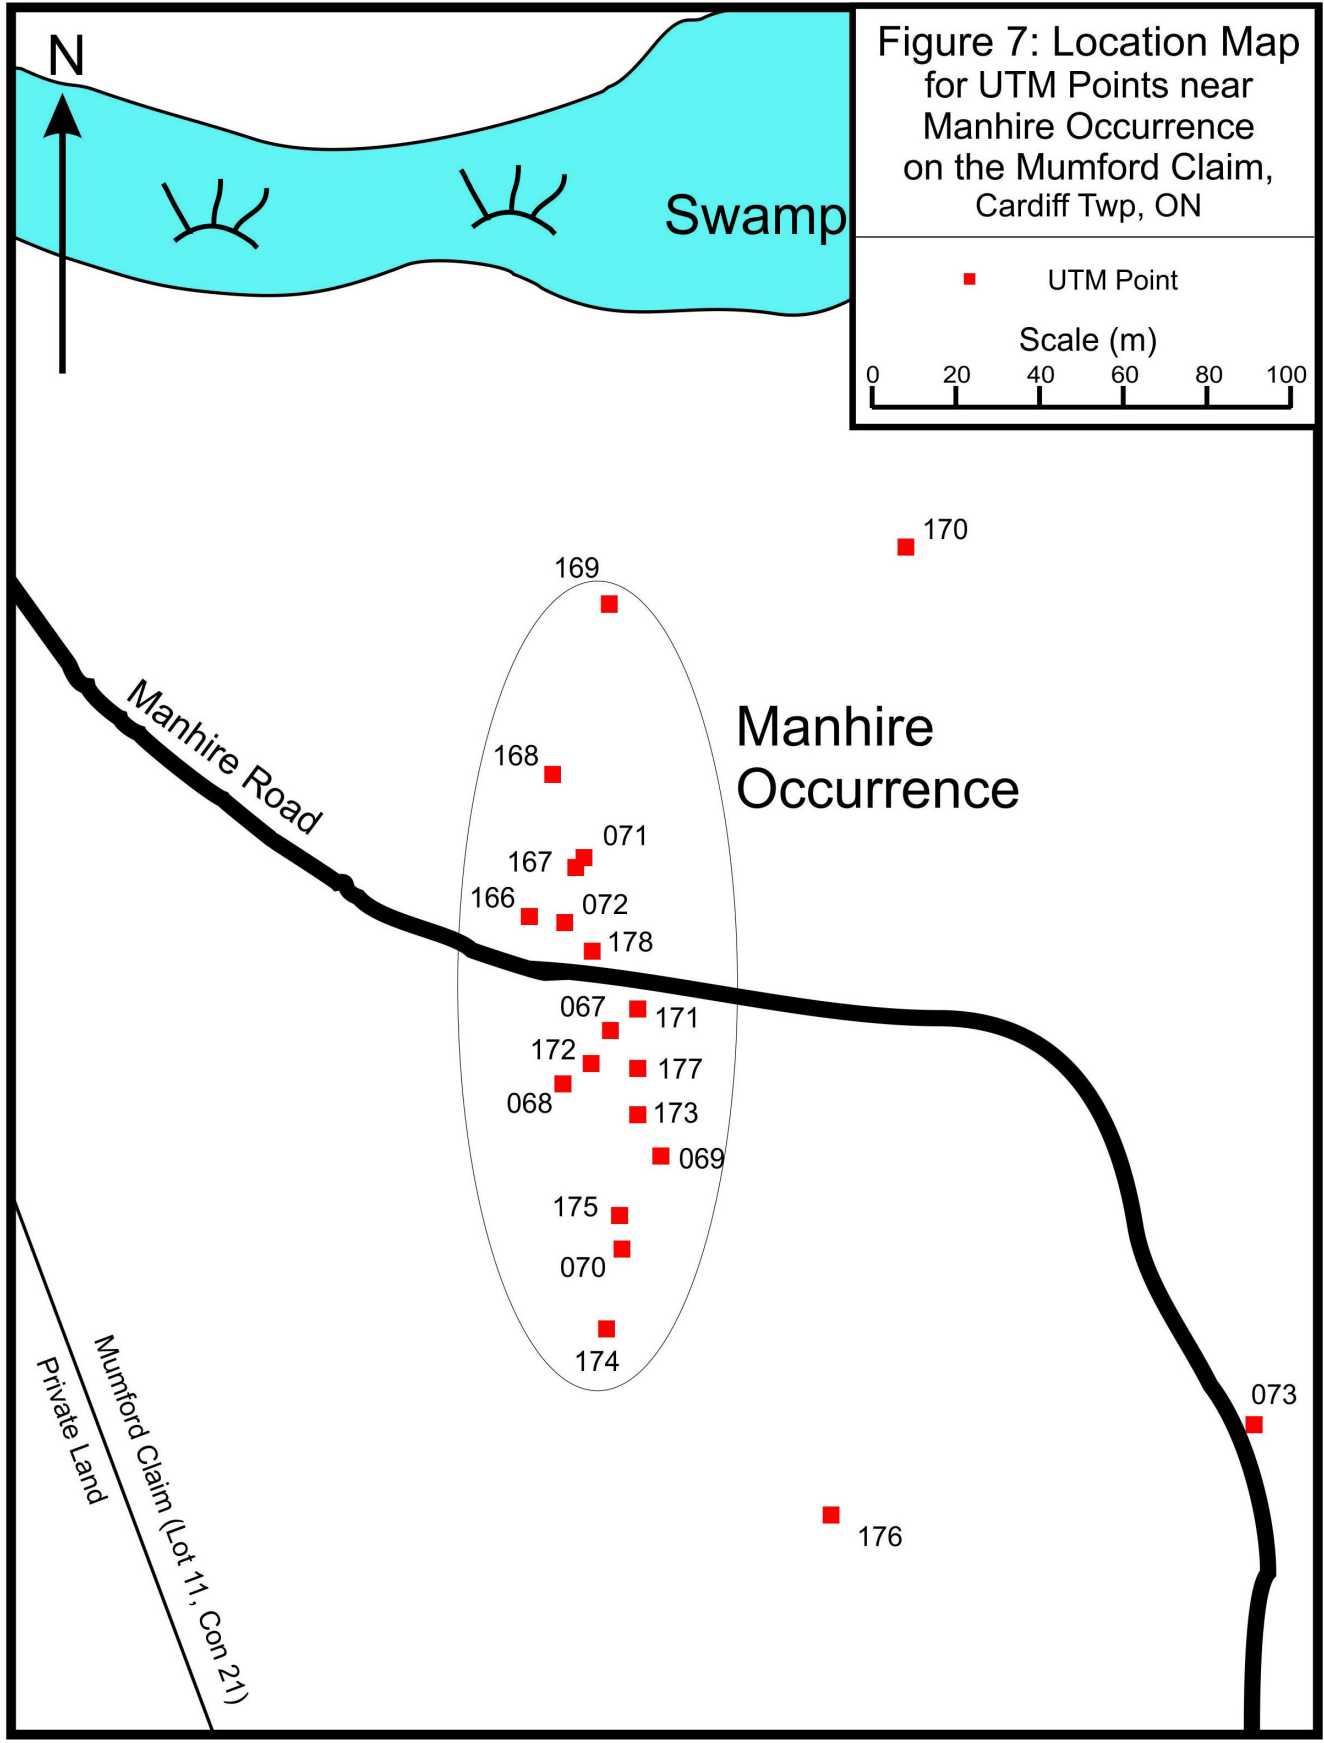 N
Figure 7: Location Map
for UTM Points near
Manhire Occurrence
on the Mumford Claim,
Cardiff Twp, ON
Swamp
UTM Point
Scale (m)
0 20 40 60 80 100
170
169
Manhire Road
Manhire
Occurrence
168
071
167
166
072
178
067
171
172
177
068
173
069
175
070
174
073
176
Mumford Claim (Lot 11, Con 21)
Private Land